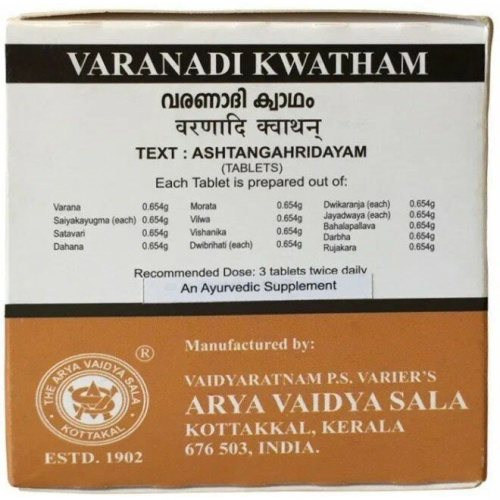 VARANADI KWATHAM
വരണാദി ക്വാഥം
वरणादि क्वाथन्
TEXT : ASHTANGAHRIDAYAM
(TABLETS)
Each Tablet is prepared out of:
Varana 0.654g
Saiyakayugma (each) 0.654g
Satavari 0.654g
Dahana 0.654g
Morata 0.654g
Vilwa 0.654g
Vishanika 0.654g
Dwibrihati (each) 0.654g
Dwikaranja (each) 0.654g
Jayadwaya (each) 0.654g
Bahalapallava 0.654g
Darbha 0.654g
Rujakara 0.654g
Recommended Dose: 3 tablets twice daily
An Ayurvedic Supplement
THE ARYA VAIDYA SALA
KOTTAKKAL
®
ESTD. 1902
Manufactured by:
VAIDYARATNAM P.S. VARIER'S
ARYA VAIDYA SALA
KOTTAKKAL, KERALA
676 503, INDIA.